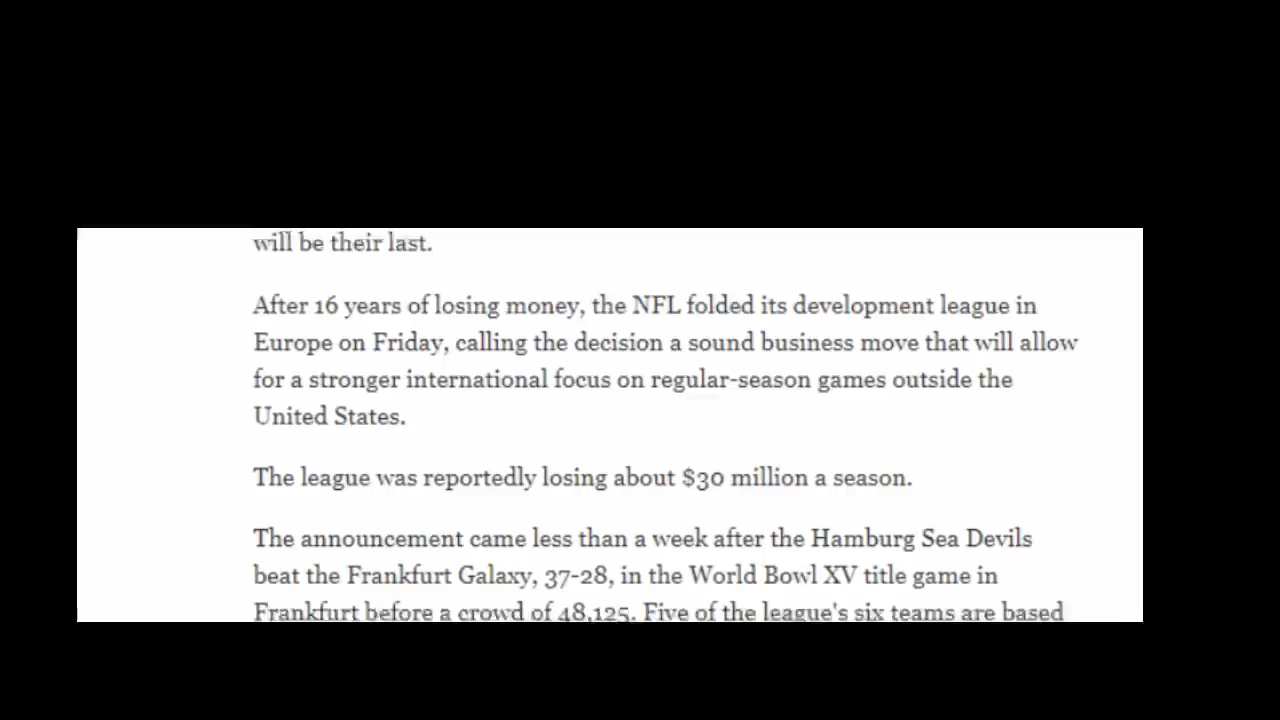 will be their last.
After 16 years of losing money, the NFL folded its development league in
Europe on Friday, calling the decision a sound business move that will allow
for a stronger international focus on regular-season games outside the
United States.
The league was reportedly losing about $30 million a season.
The announcement came less than a week after the Hamburg Sea Devils
beat the Frankfurt Galaxy, 37-28, in the World Bowl XV title game in
Frankfurt before a crowd of 48,125. Five of the league's six teams are based